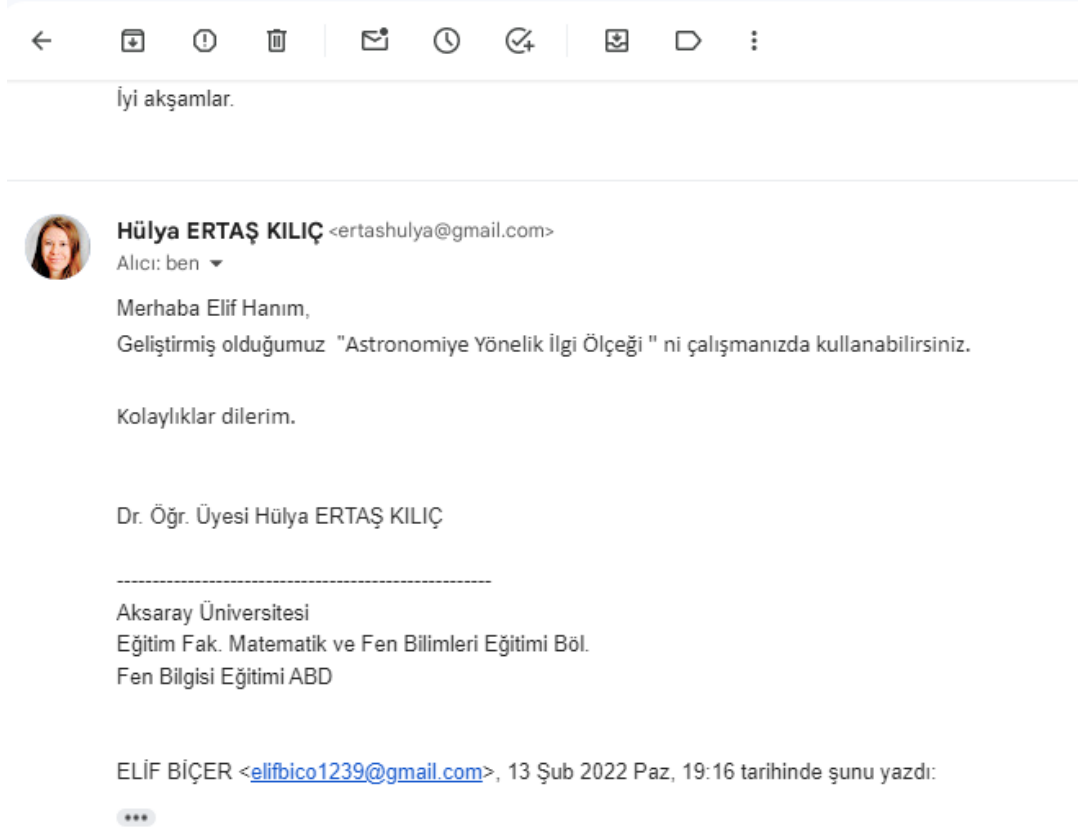 İyi akşamlar.
Hülya ERTAŞ KILIÇ <ertashulya@gmail.com>
Alıcı: ben
Merhaba Elif Hanım,
Geliştirmiş olduğumuz  "Astronomiye Yönelik İlgi Ölçeği " ni çalışmanızda kullanabilirsiniz.
Kolaylıklar dilerim.
Dr. Öğr. Üyesi Hülya ERTAŞ KILIÇ
-----------------------------------------------------
Aksaray Üniversitesi
Eğitim Fak. Matematik ve Fen Bilimleri Eğitimi Böl.
Fen Bilgisi Eğitimi ABD
ELİF BİÇER <elifbico1239@gmail.com>, 13 Şub 2022 Paz, 19:16 tarihinde şunu yazdı: